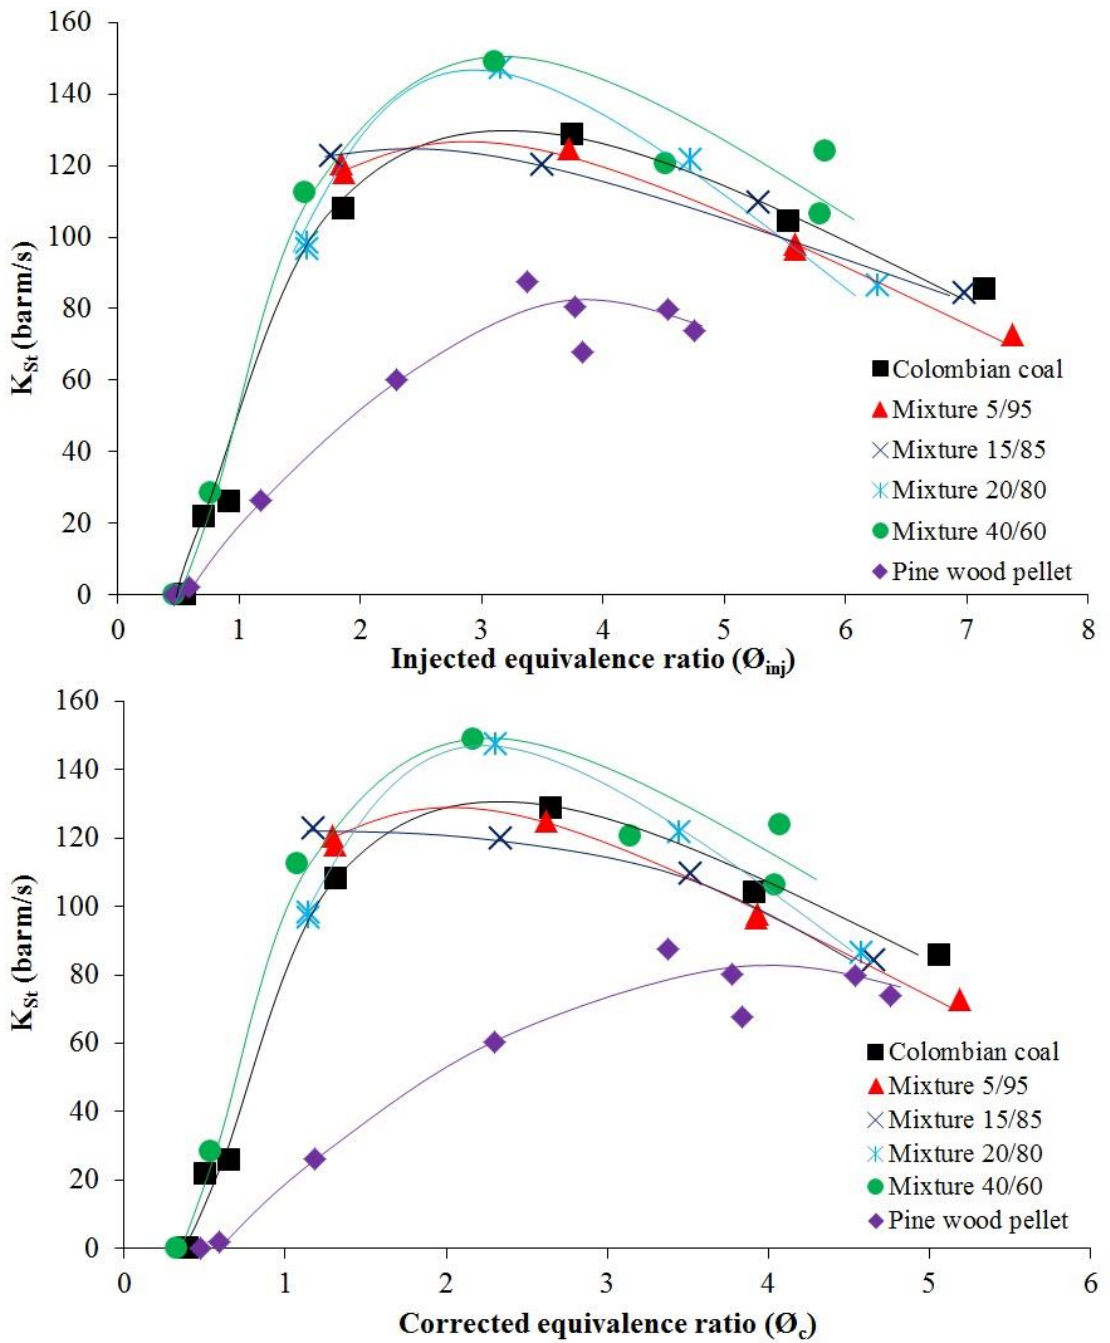 160
140
120
100
80
60
40
20
0
K_St (barm/s)
Colombian coal
Mixture 5/95
Mixture 15/85
Mixture 20/80
Mixture 40/60
Pine wood pellet
0 1 2 3 4 5 6 7 8
Injected equivalence ratio (Ø_inj)
160
140
120
100
80
60
40
20
0
K_St (barm/s)
Colombian coal
Mixture 5/95
Mixture 15/85
Mixture 20/80
Mixture 40/60
Pine wood pellet
0 1 2 3 4 5 6
Corrected equivalence ratio (Ø_c)